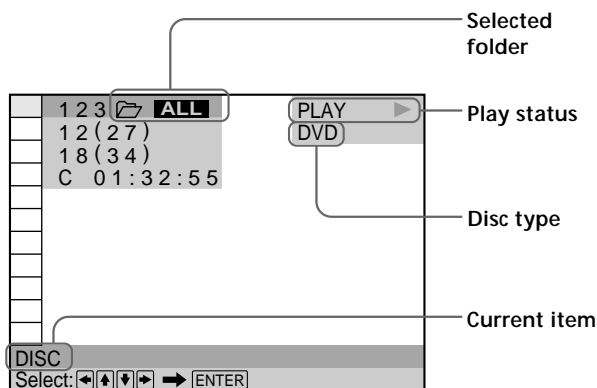 Selected
folder
123 ALL
PLAY
Play status
12(27)
DVD
18(34)
C 01:32:55
Disc type
Current item
DISC
Select: ENTER